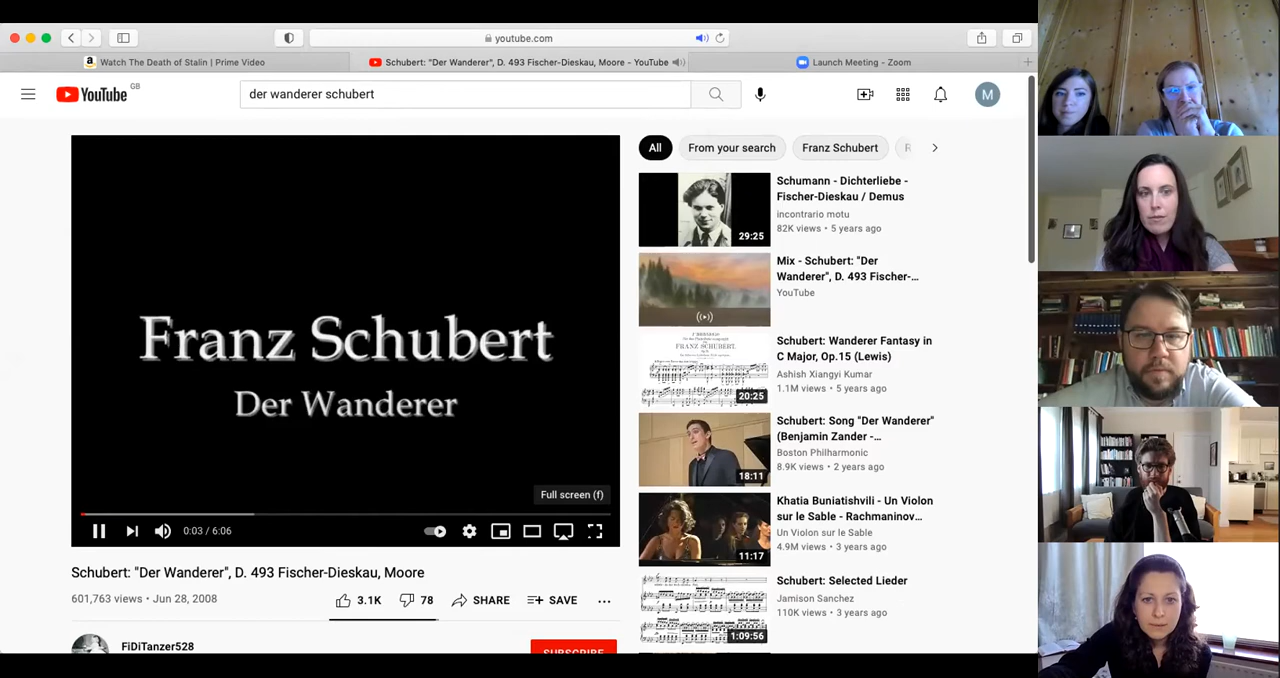 youtube.com
Watch The Death of Stalin | Prime Video
Schubert: "Der Wanderer", D. 493 Fischer-Dieskau, Moore - YouTube
Launch Meeting - Zoom
YouTube GB
der wanderer schubert
M
Franz Schubert
Der Wanderer
Full screen (f)
0:03 / 6:06
Schubert: "Der Wanderer", D. 493 Fischer-Dieskau, Moore
601,763 views • Jun 28, 2008
3.1K
78
SHARE
SAVE
FiDiTanzer528
SUBSCRIBE
All
From your search
Franz Schubert
Schumann - Dichterliebe -
Fischer-Dieskau / Demus
incontrario motu
82K views • 5 years ago
29:25
Mix - Schubert: "Der
Wanderer", D. 493 Fischer-...
YouTube
FRANZ SCHUBERT.
Schubert: Wanderer Fantasy in
C Major, Op.15 (Lewis)
Ashish Xiangyi Kumar
1.1M views • 5 years ago
20:25
Schubert: Song "Der Wanderer"
(Benjamin Zander -...
Boston Philharmonic
8.9K views • 2 years ago
18:11
Khatia Buniatishvili - Un Violon
sur le Sable - Rachmaninov...
Un Violon sur le Sable
4.9M views • 3 years ago
11:17
Schubert: Selected Lieder
Jamison Sanchez
110K views • 3 years ago
1:09:56